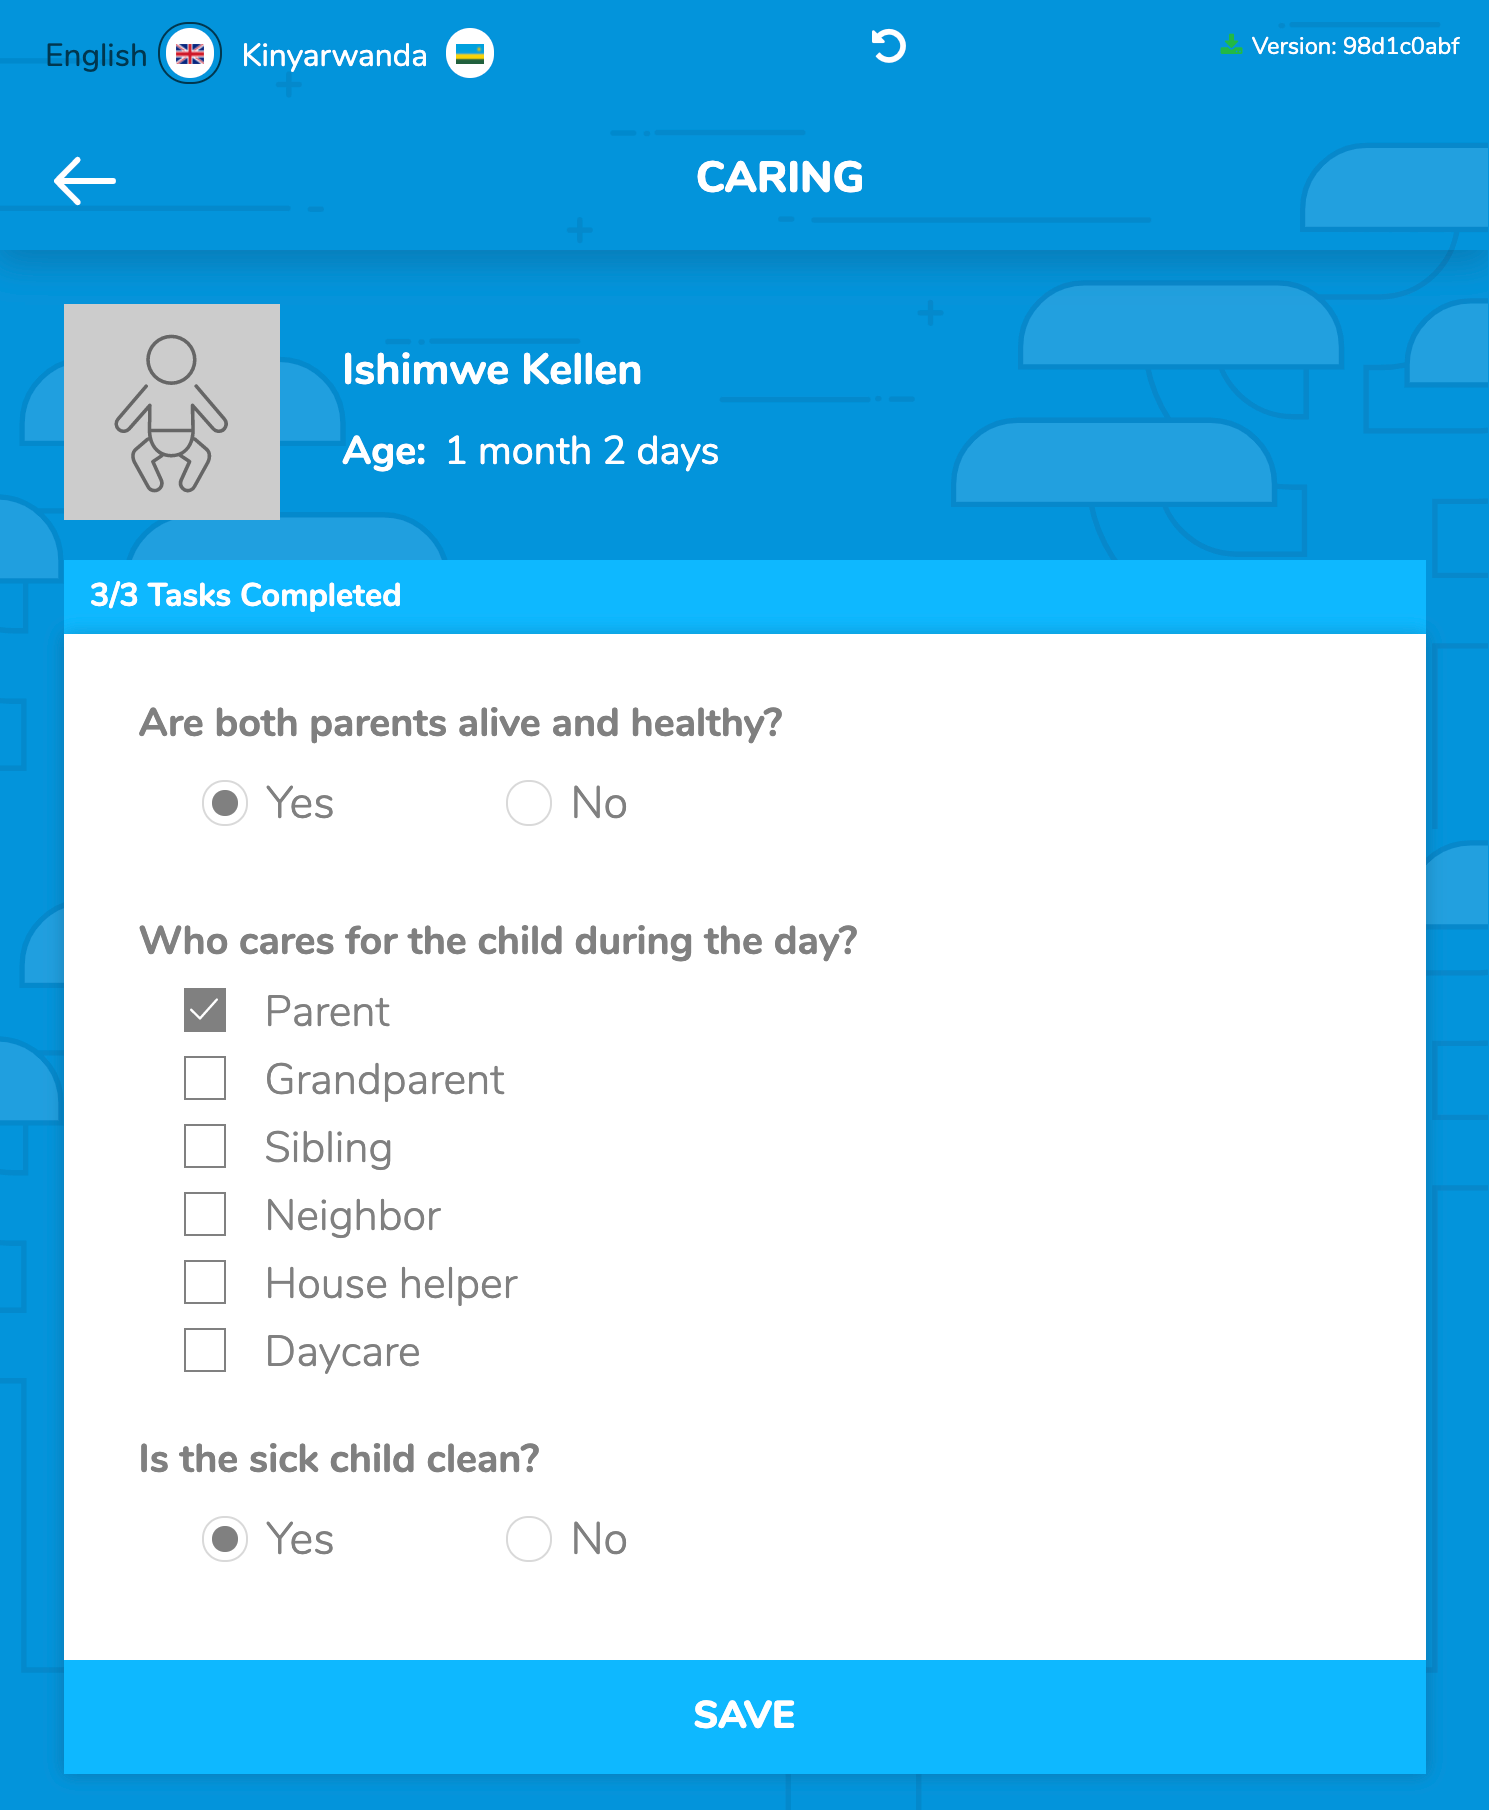 English Kinyarwanda Version: 98d1c0abf
CARING
Ishimwe Kellen
Age: 1 month 2 days
3/3 Tasks Completed
Are both parents alive and healthy?
Yes No
Who cares for the child during the day?
Parent
Grandparent
Sibling
Neighbor
House helper
Daycare
Is the sick child clean?
Yes No
SAVE